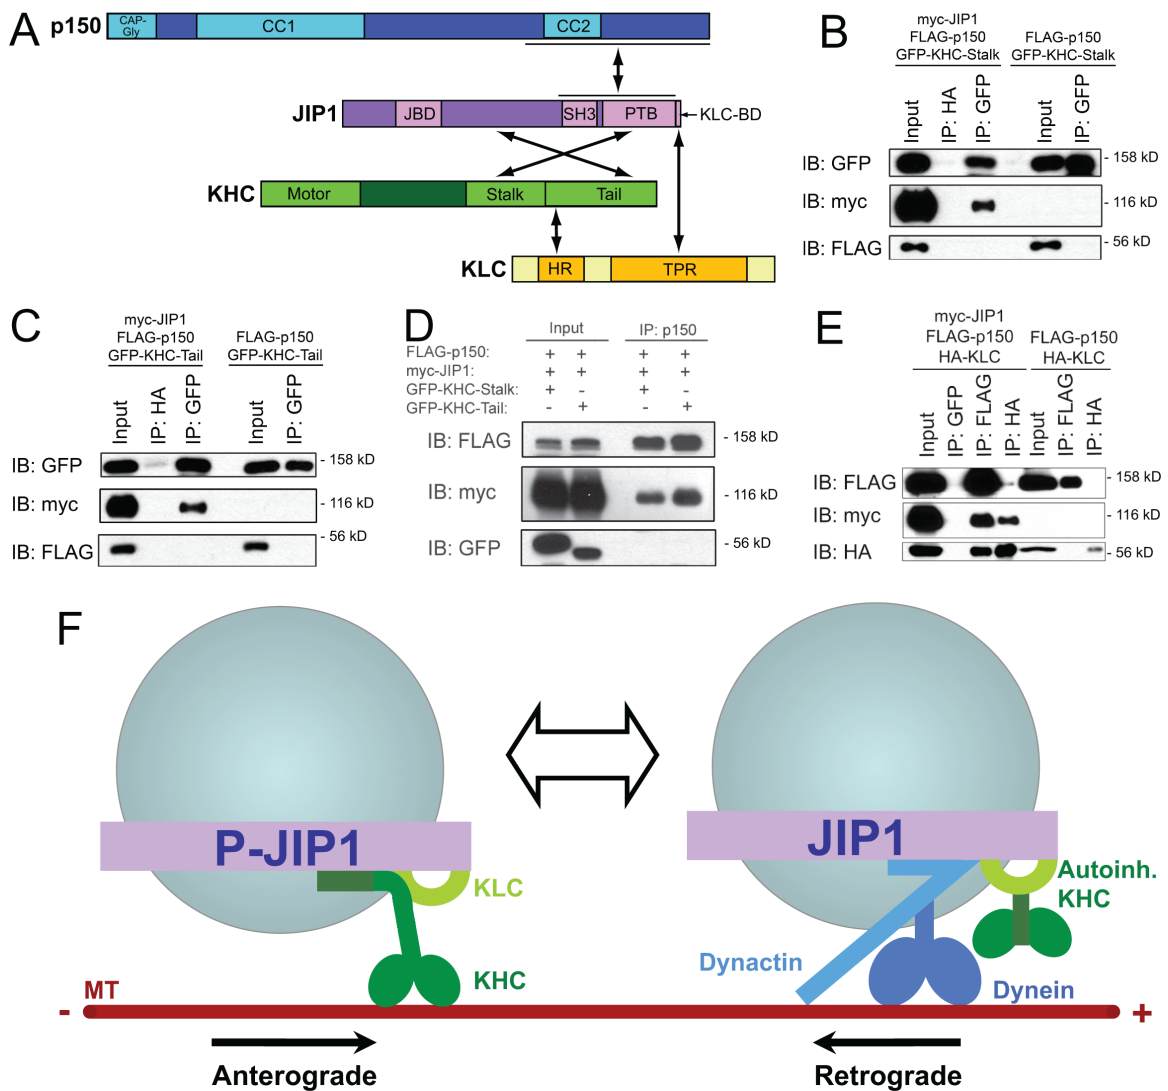 A
p150
CAP-
Gly
CC1
CC2
JIP1
JBD
SH3
PTB
KLC-BD
KHC
Motor
Stalk
Tail
KLC
HR
TPR
B
myc-JIP1
FLAG-p150
GFP-KHC-Stalk
FLAG-p150
GFP-KHC-Stalk
Input
IP: HA
IP: GFP
Input
IP: GFP
IB: GFP
- 158 kD
IB: myc
- 116 kD
IB: FLAG
- 56 kD
C
myc-JIP1
FLAG-p150
GFP-KHC-Tail
FLAG-p150
GFP-KHC-Tail
Input
IP: HA
IP: GFP
Input
IP: GFP
IB: GFP
- 158 kD
IB: myc
- 116 kD
IB: FLAG
- 56 kD
D
Input
IP: p150
FLAG-p150: + + + +
myc-JIP1: + + + +
GFP-KHC-Stalk: + - + -
GFP-KHC-Tail: - + - +
IB: FLAG
- 158 kD
IB: myc
- 116 kD
IB: GFP
- 56 kD
E
myc-JIP1
FLAG-p150
HA-KLC
FLAG-p150
HA-KLC
Input
IP: GFP
IP: FLAG
IP: HA
Input
IP: FLAG
IP: HA
IB: FLAG
- 158 kD
IB: myc
- 116 kD
IB: HA
- 56 kD
F
P-JIP1
KLC
KHC
JIP1
Autoinh.
KHC
Dynactin
Dynein
MT
-
+
Anterograde
Retrograde